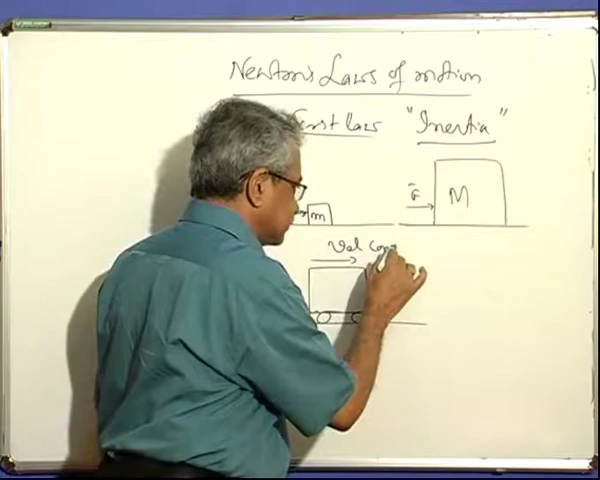 Newton's Laws of motion
First law "Inertia"
F M
m
Vel Con